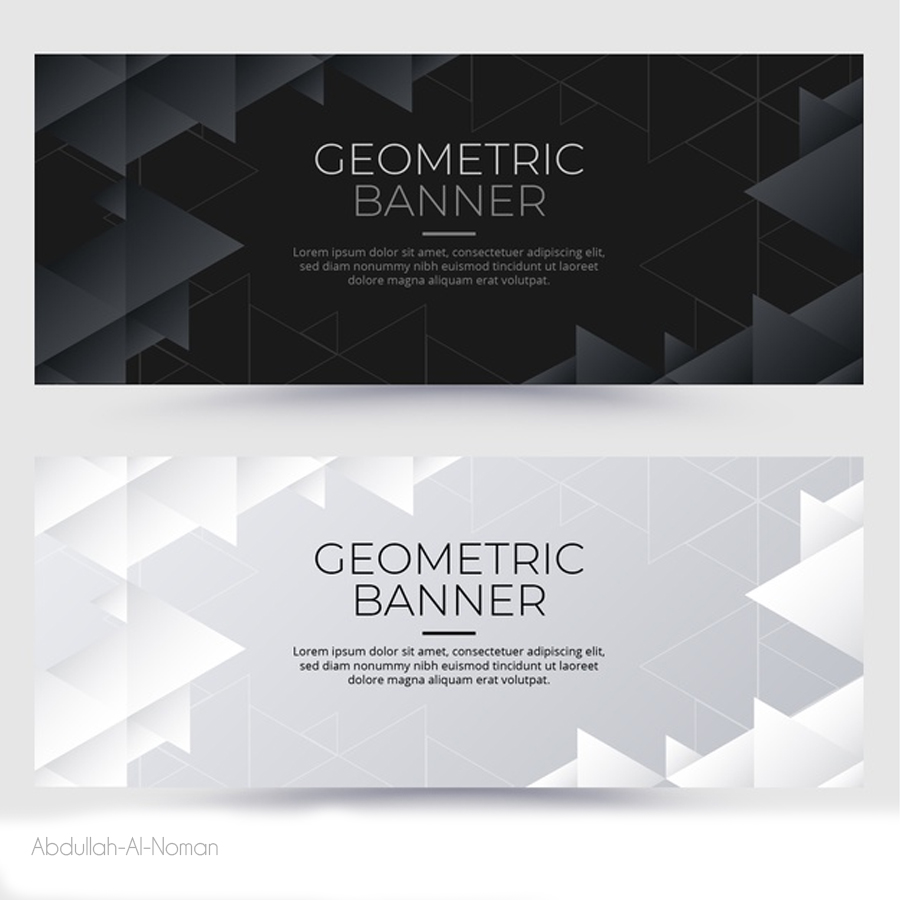 GEOMETRIC
BANNER
Lorem ipsum dolor sit amet, consectetuer adipiscing elit,
sed diam nonummy nibh euismod tincidunt ut laoreet
dolore magna aliquam erat volutpat.
GEOMETRIC
BANNER
Lorem ipsum dolor sit amet, consectetuer adipiscing elit,
sed diam nonummy nibh euismod tincidunt ut laoreet
dolore magna aliquam erat volutpat.
Abdullah-Al-Noman